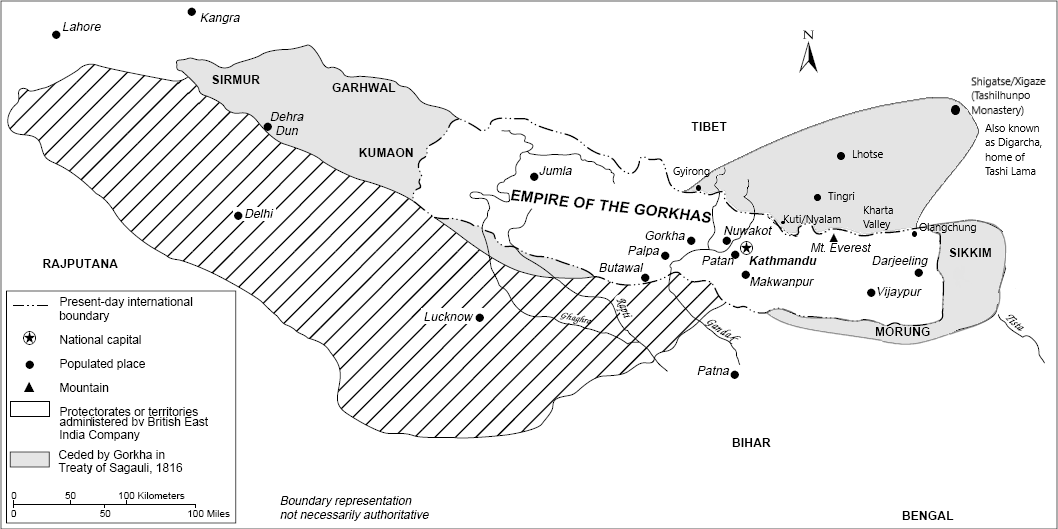 Lahore
Kangra
N
SIRMUR
GARHWAL
Dehra
Dun
KUMAON
TIBET
Shigatse/Xigaze
(Tashilhunpo
Monastery)
Also known
as Digarcha,
home of
Tashi Lama
Lhotse
Gyirong
Jumla
Tingri
EMPIRE OF THE GORKHAS
Kuti/Nyalam
Kharta
Valley
Olangchung
Delhi
Gorkha
Nuwakot
Mt. Everest
SIKKIM
Palpa
Patan
Kathmandu
Darjeeling
RAJPUTANA
Butawal
Makwanpur
Vijaypur
Lucknow
Ghaghra
Rapti
Gandak
MORUNG
Tista
Patna
BIHAR
BENGAL
Present-day international
boundary
National capital
Populated place
Mountain
Protectorates or territories
administered by British East
India Company
Ceded by Gorkha in
Treaty of Sagauli, 1816
0 50 100 Kilometers
0 50 100 Miles
Boundary representation
not necessarily authoritative